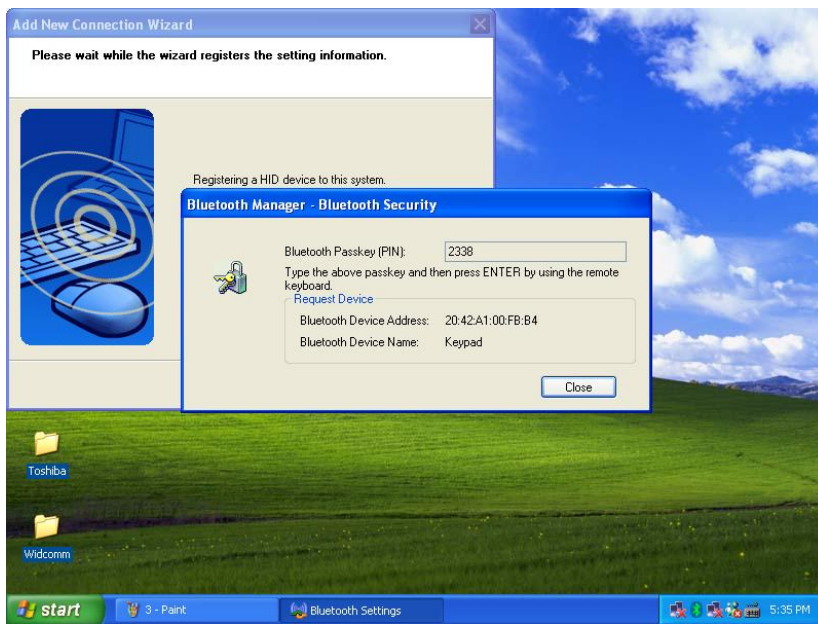 Add New Connection Wizard
Please wait while the wizard registers the setting information.
Registering a HID device to this system.
Bluetooth Manager - Bluetooth Security
Bluetooth Passkey (PIN): 2338
Type the above passkey and then press ENTER by using the remote
keyboard.
Request Device
Bluetooth Device Address: 20:42:A1:00:FB:B4
Bluetooth Device Name: Keypad
Close
Toshiba
Widcomm
start
3 - Paint
Bluetooth Settings
5:35 PM